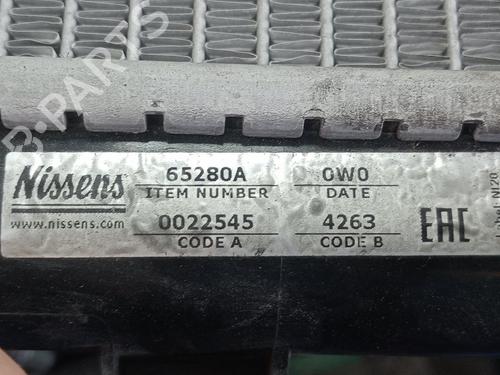 B-PARTS
Nissens
www.nissens.com
65280A
ITEM NUMBER
0W0
DATE
0022545
CODE A
4263
CODE B
EAC